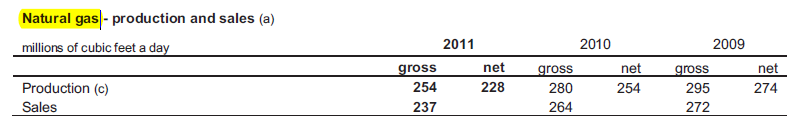 Natural gas - production and sales (a)
millions of cubic feet a day 2011 2010 2009
gross net gross net gross net
Production (c) 254 228 280 254 295 274
Sales 237 264 272